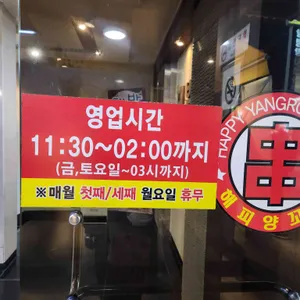 영업시간
11:30~02:00까지
(금,토요일~03시까지)
※매월 첫째/세째 월요일 휴무
HAPPY YANGRO
串
해피양꼬